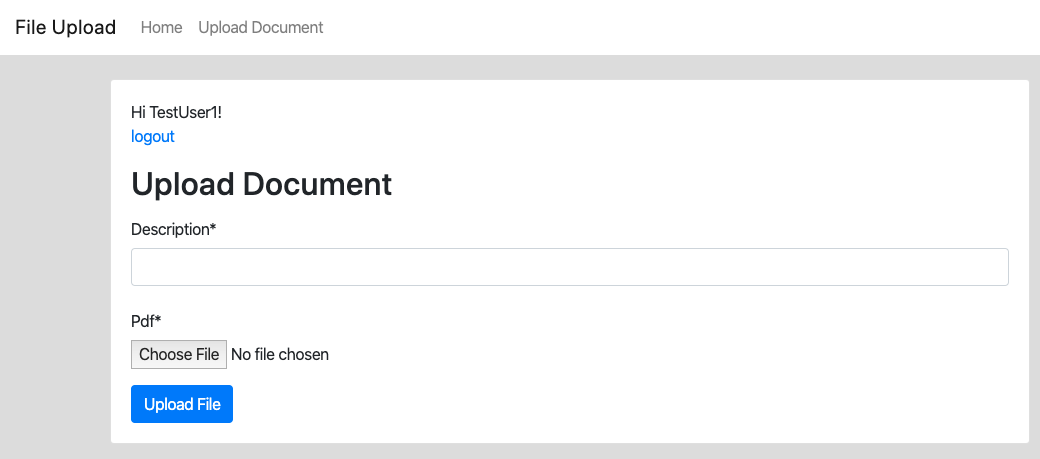 File Upload Home Upload Document
Hi TestUser1!
logout
Upload Document
Description*
Pdf*
Choose File No file chosen
Upload File